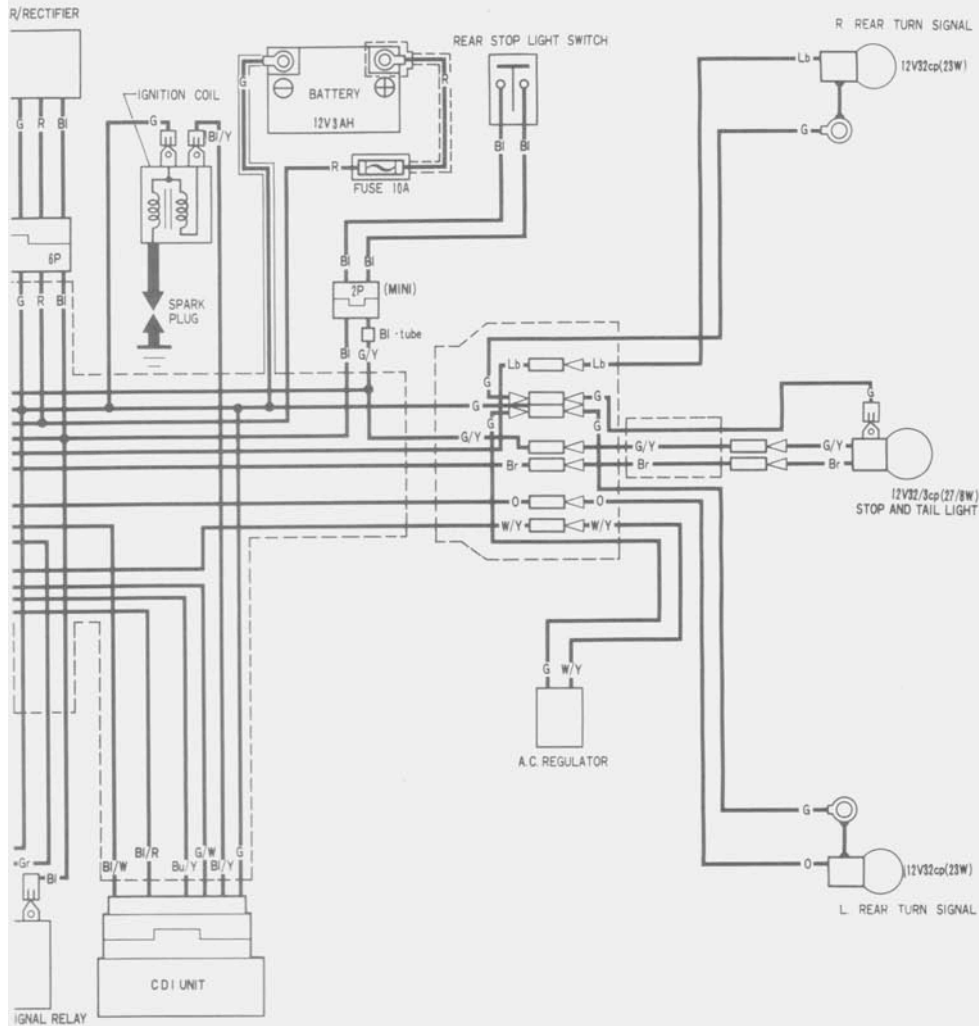 R/RECTIFIER
G
R
Bl
6P
G
R
Bl
IGNITION COIL
G
Bl/Y
SPARK
PLUG
G
R
BATTERY
12V3AH
R
FUSE 10A
REAR STOP LIGHT SWITCH
Bl
Bl
Bl
Bl
2P
(MINI)
Bl-tube
Bl
G/Y
R. REAR TURN SIGNAL
Lb
12V32cp(23W)
G
Lb
Lb
G
G
G
G
G
G
G/Y
G/Y
G/Y
Br
Br
Br
12V32/3cp(27/8W)
STOP AND TAIL LIGHT
O
O
W/Y
W/Y
G
W/Y
A.C. REGULATOR
G
O
12V32cp(23W)
L. REAR TURN SIGNAL
Gr
Bl
IGNAL RELAY
Bl/W
Bl/R
Bu/Y
G/W
Bl/Y
G
CDI UNIT